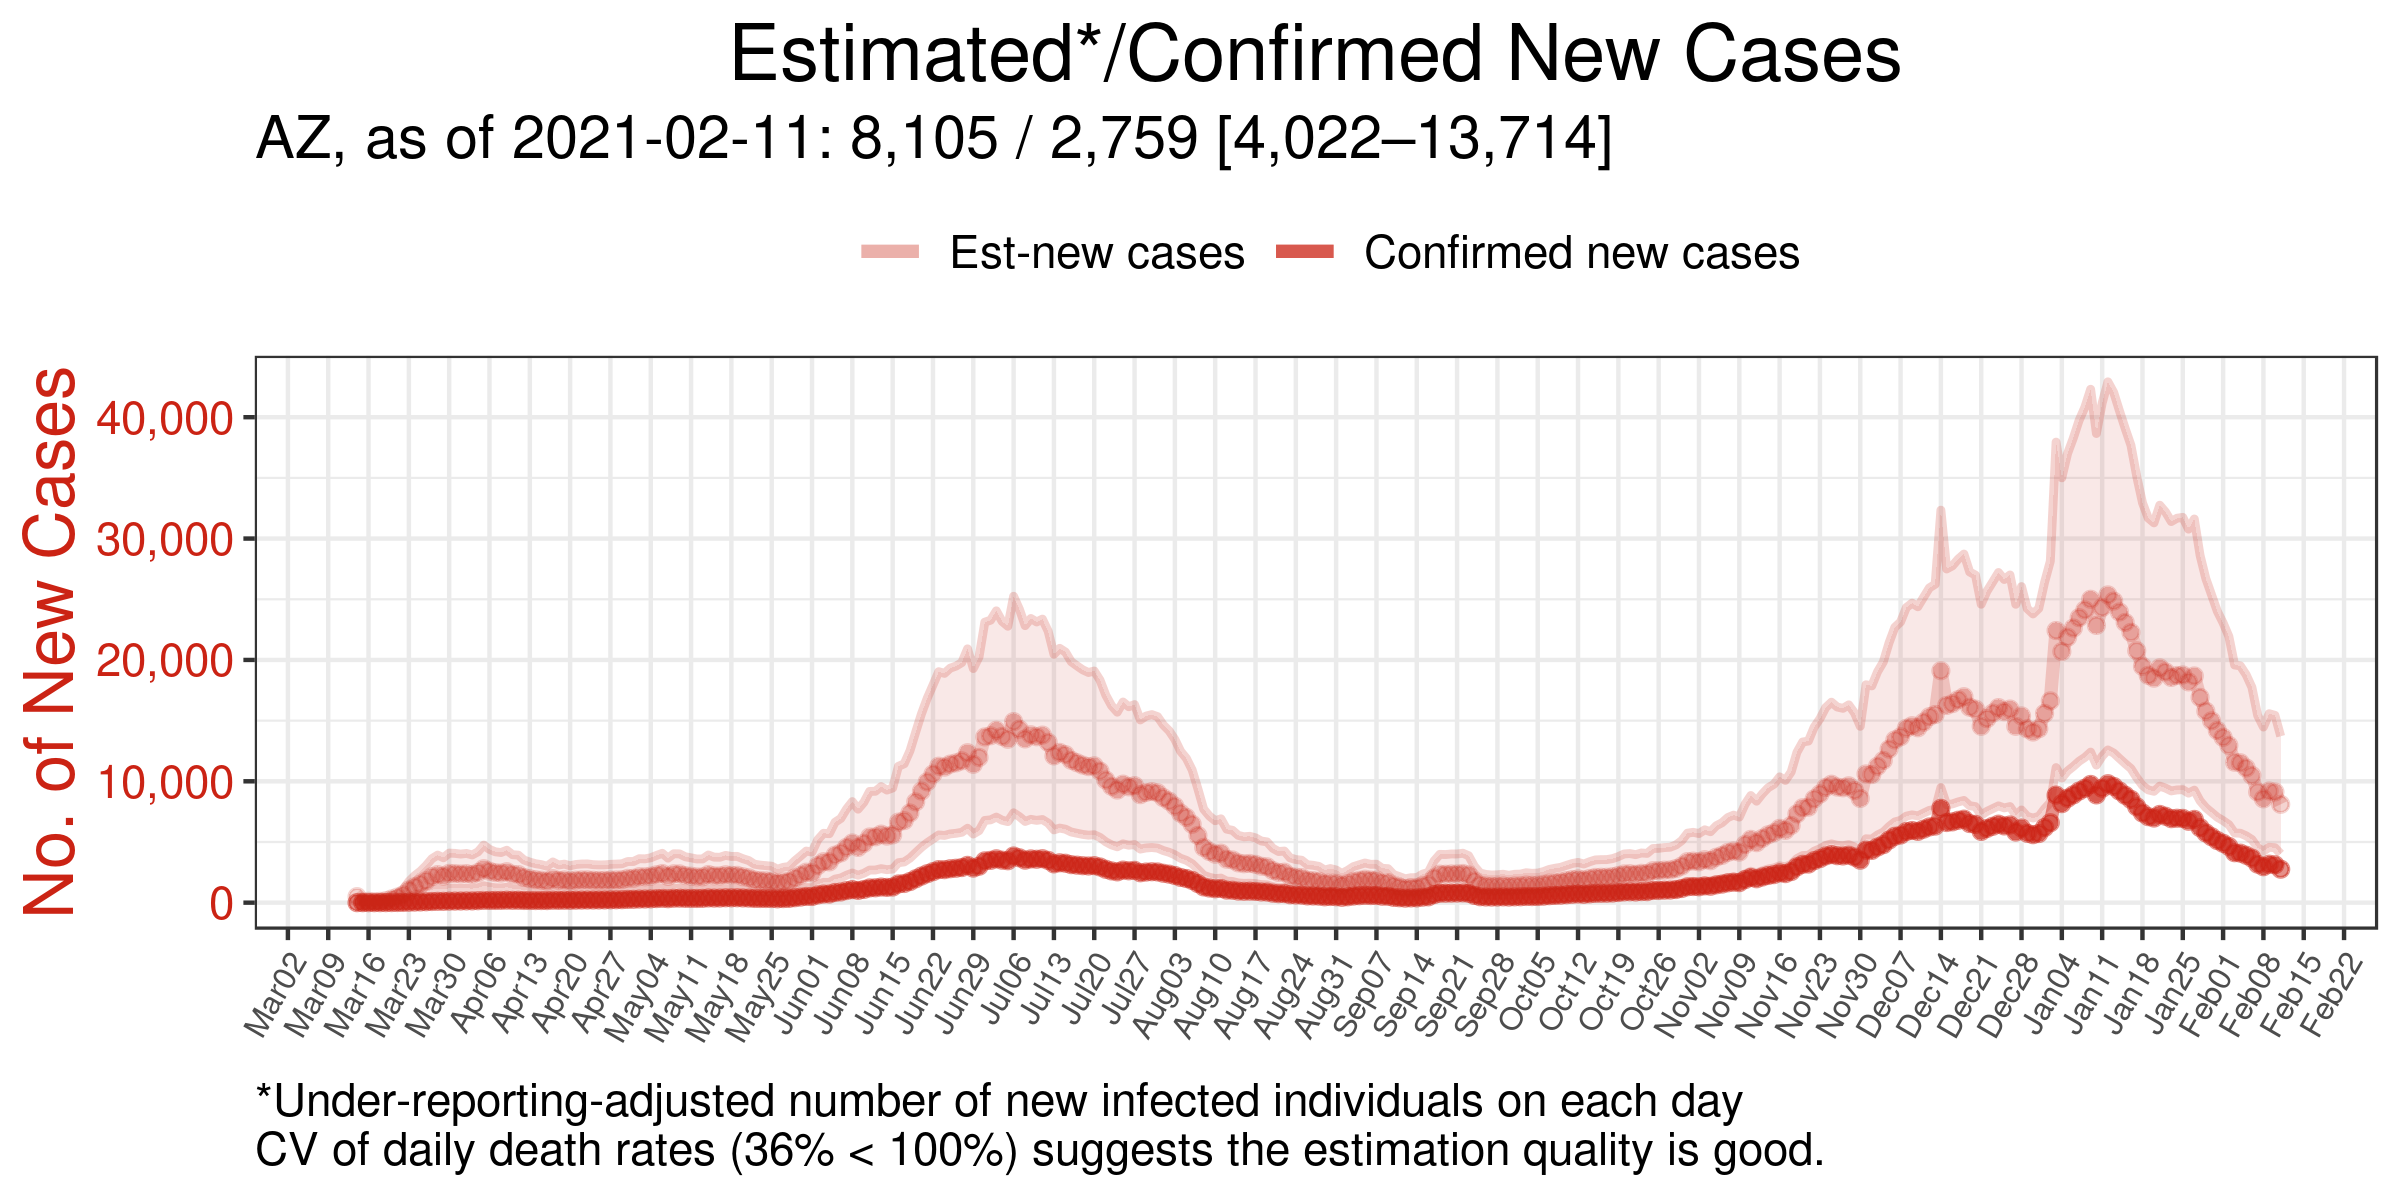 Estimated*/Confirmed New Cases
AZ, as of 2021-02-11: 8,105 / 2,759 [4,022–13,714]
Est-new cases
Confirmed new cases
No. of New Cases
40,000
30,000
20,000
10,000
0
Mar02
Mar09
Mar16
Mar23
Mar30
Apr06
Apr13
Apr20
Apr27
May04
May11
May18
May25
Jun01
Jun08
Jun15
Jun22
Jun29
Jul06
Jul13
Jul20
Jul27
Aug03
Aug10
Aug17
Aug24
Aug31
Sep07
Sep14
Sep21
Sep28
Oct05
Oct12
Oct19
Oct26
Nov02
Nov09
Nov16
Nov23
Nov30
Dec07
Dec14
Dec21
Dec28
Jan04
Jan11
Jan18
Jan25
Feb01
Feb08
Feb15
Feb22
*Under-reporting-adjusted number of new infected individuals on each day
CV of daily death rates (36% < 100%) suggests the estimation quality is good.